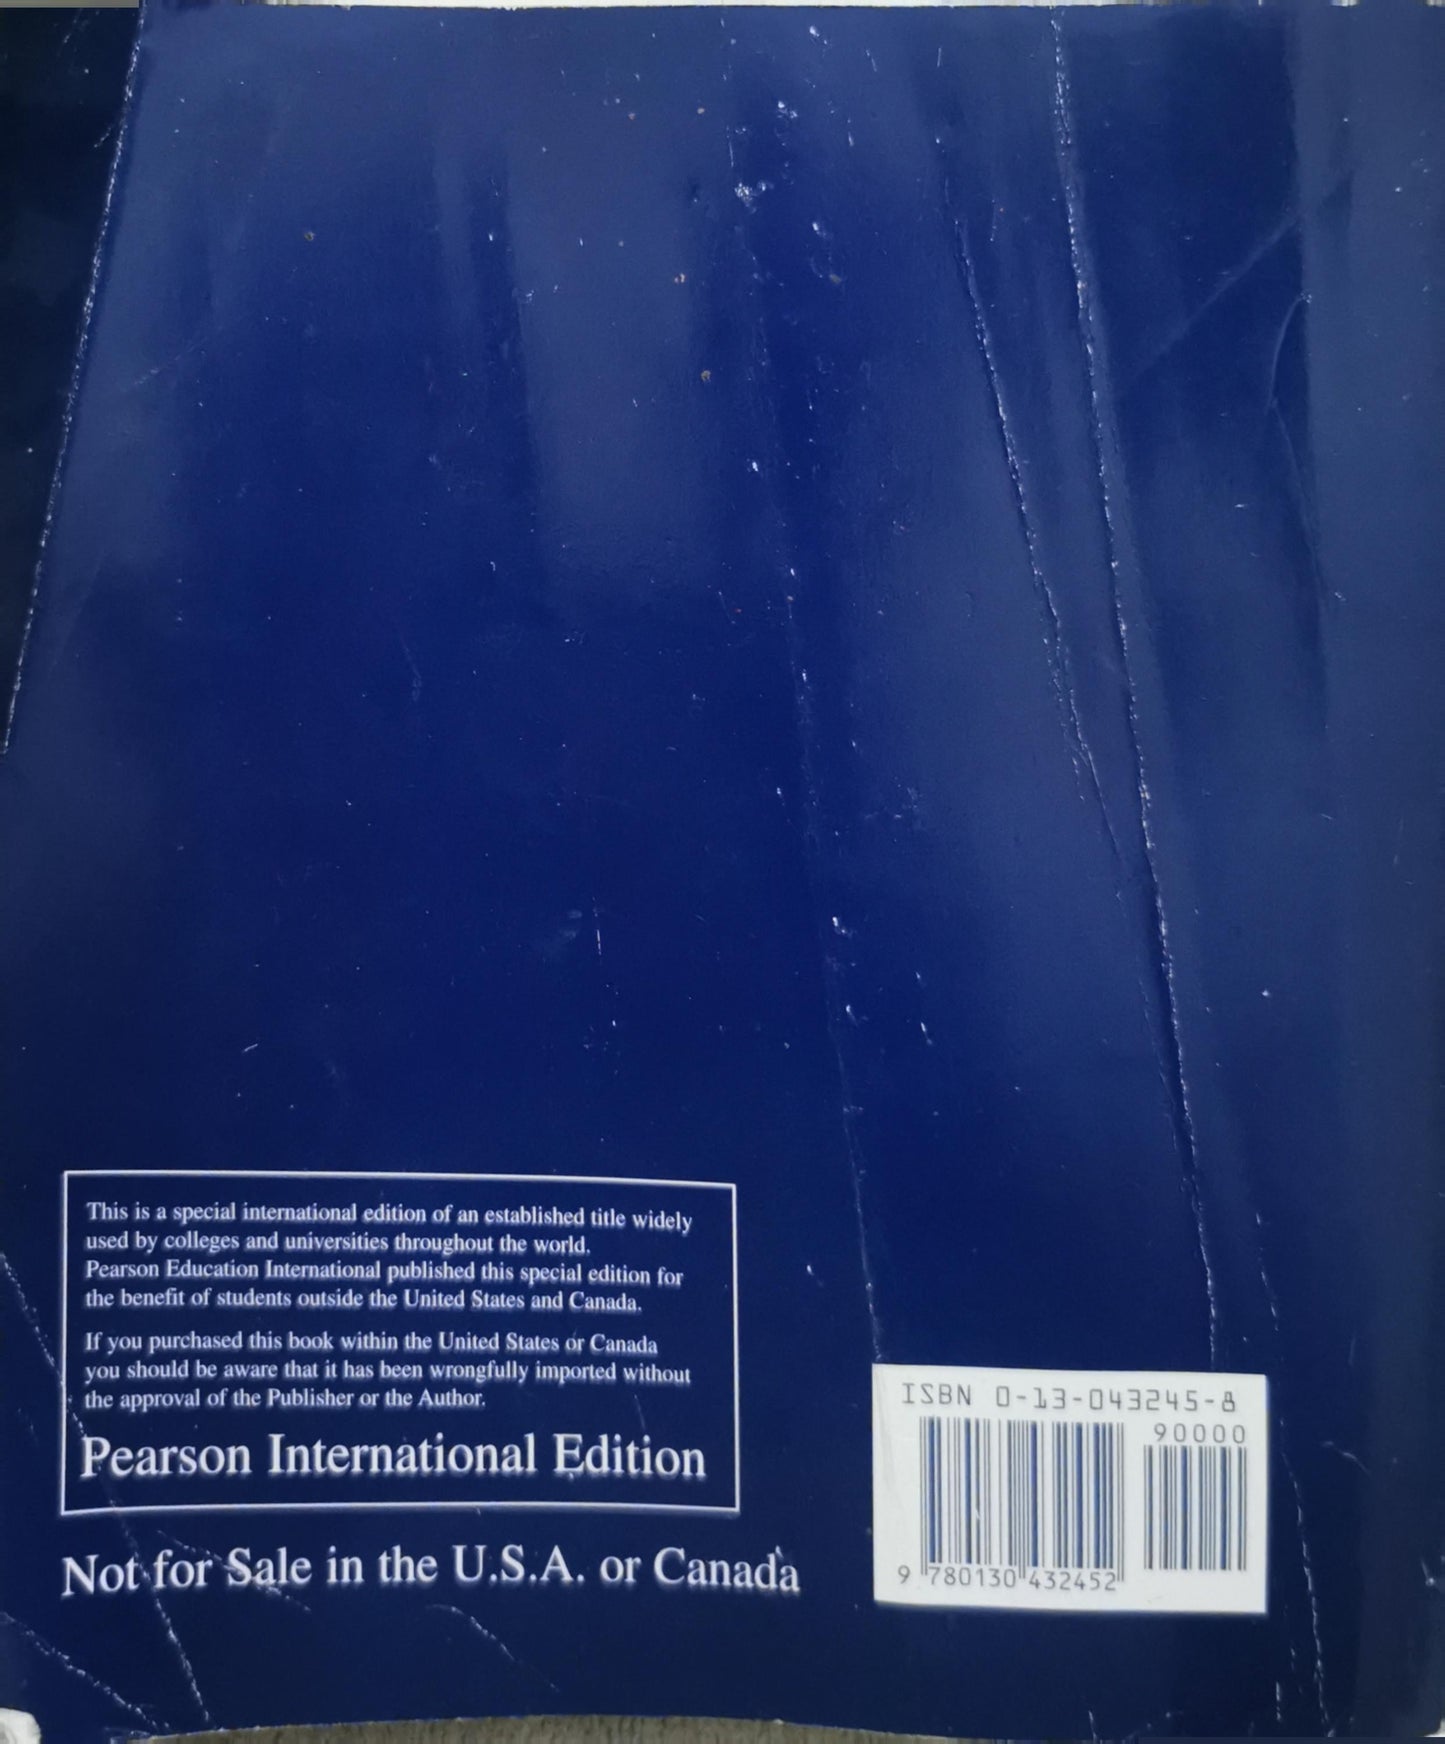 This is a special international edition of an established title widely
used by colleges and universities throughout the world.
Pearson Education International published this special edition for
the benefit of students outside the United States and Canada.
If you purchased this book within the United States or Canada
you should be aware that it has been wrongfully imported without
the approval of the Publisher or the Author.
Pearson International Edition
Not for Sale in the U.S.A. or Canada
ISBN 0-13-043245-8
90000
9 780130 432452